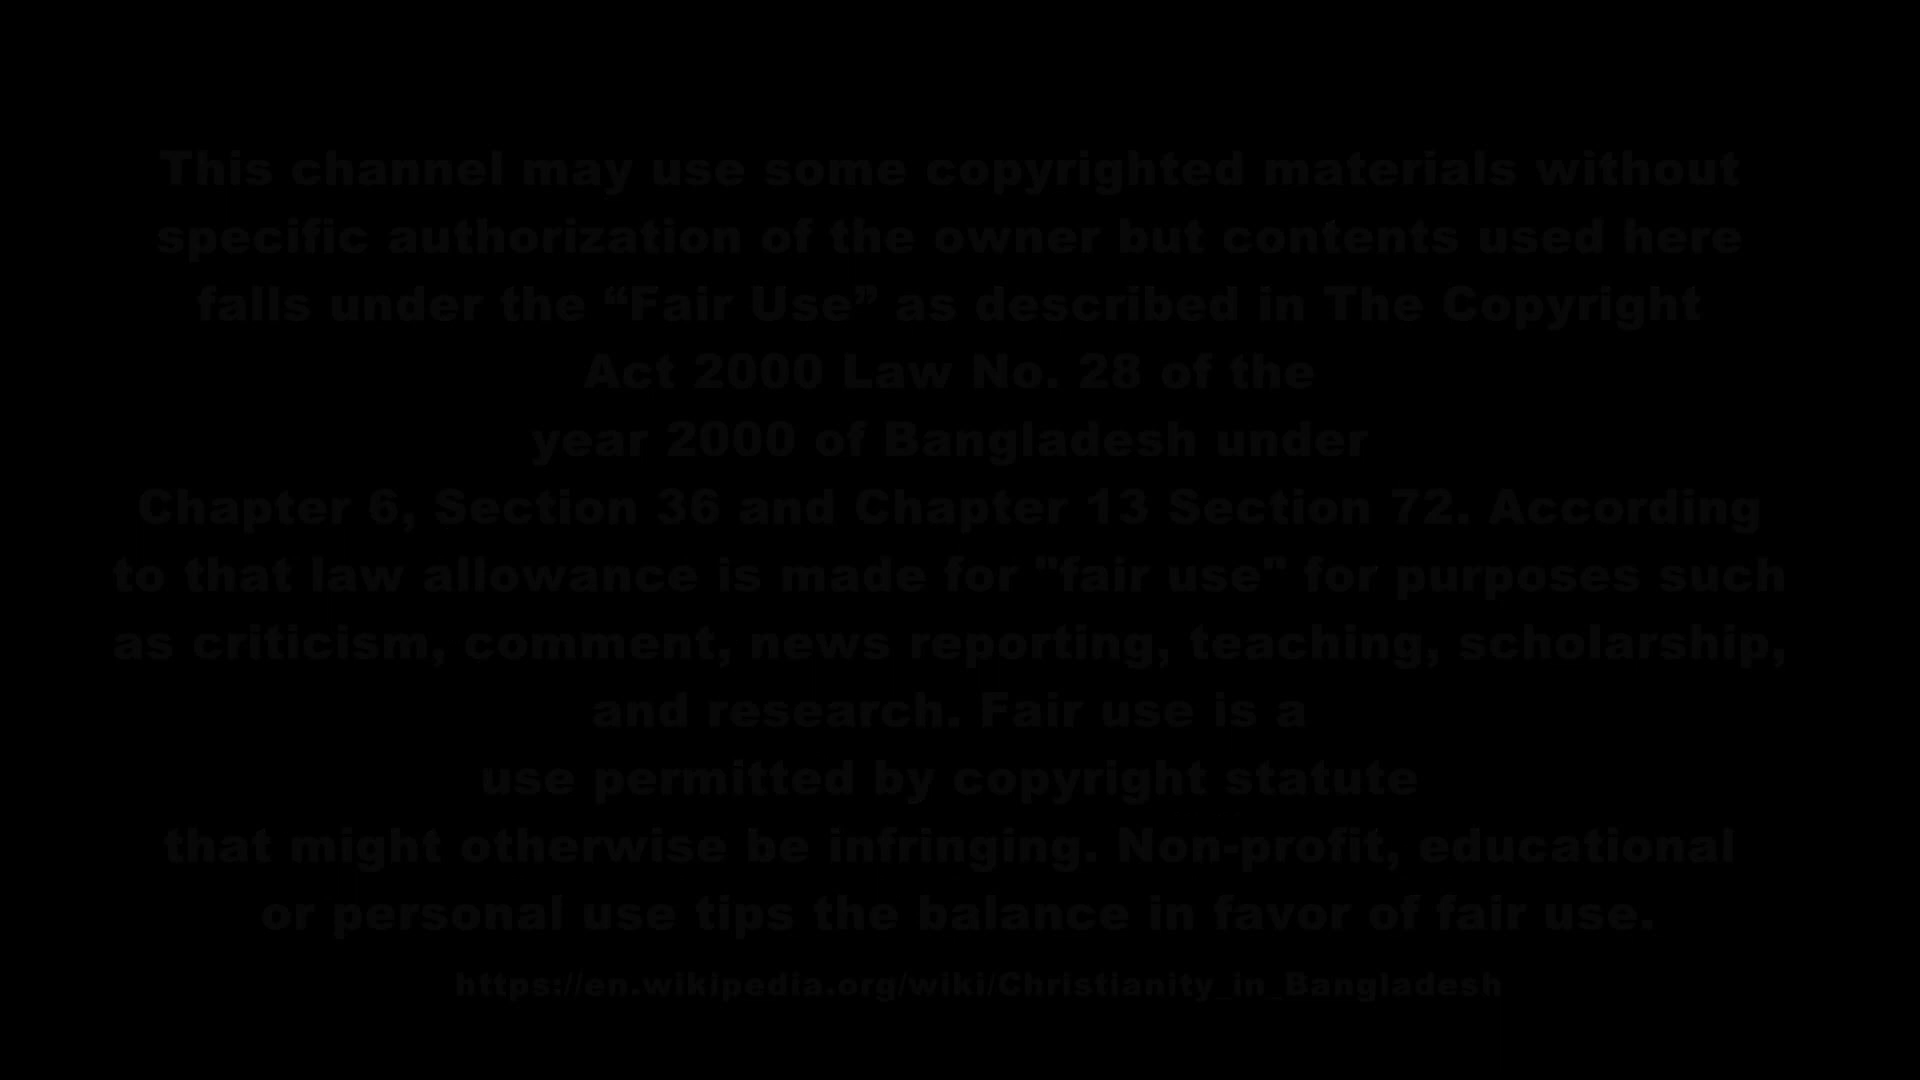 This channel may use some copyrighted materials without
specific authorization of the owner but contents used here
falls under the “Fair Use” as described in The Copyright
Act 2000 Law No. 28 of the
year 2000 of Bangladesh under
Chapter 6, Section 36 and Chapter 13 Section 72. According
to that law allowance is made for "fair use" for purposes such
as criticism, comment, news reporting, teaching, scholarship,
and research. Fair use is a
use permitted by copyright statute
that might otherwise be infringing. Non-profit, educational
or personal use tips the balance in favor of fair use.
https://en.wikipedia.org/wiki/Christianity_in_Bangladesh